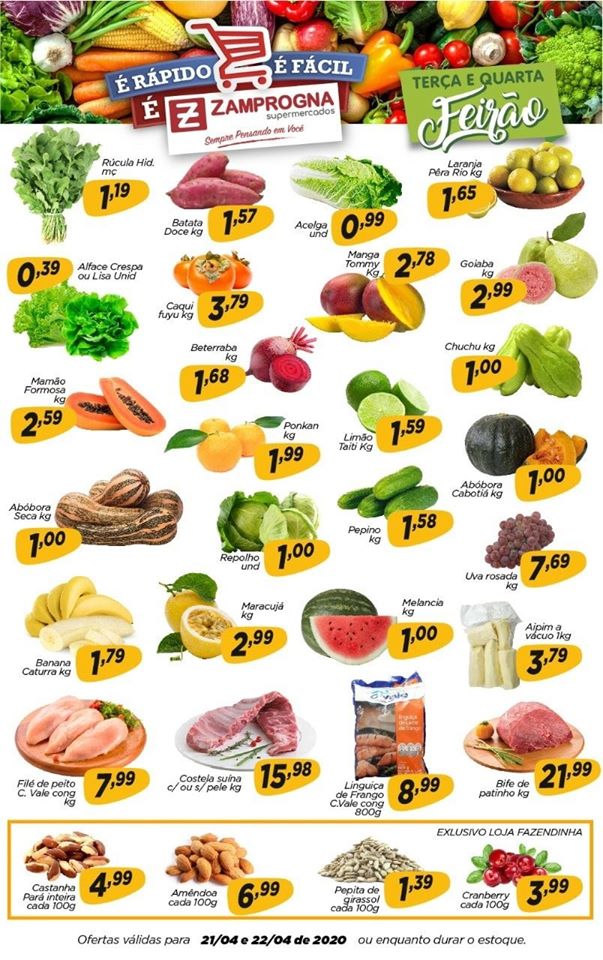 É RÁPIDO É FÁCIL
É Z ZAMPROGNA
supermercados
Sempre Pensando em Você
TERÇA E QUARTA
FEIRÃO
Rúcula Hid.
mç
1,19
Batata
Doce kg
1,57
Acelga
und
0,99
Laranja
Pêra Rio kg
1,65
0,39
Alface Crespa
ou Lisa Unid
Caqui
fuyu kg
3,79
Manga
Tommy
Kg
2,78
Goiaba
kg
2,99
Beterraba
kg
1,68
Chuchu kg
1,00
Mamão
Formosa
kg
2,59
Ponkan
kg
1,99
Limão
Taiti Kg
1,59
Abóbora
Cabotiá kg
1,00
Abóbora
Seca kg
1,00
Repolho
und
1,00
Pepino
kg
1,58
Uva rosada
kg
7,69
Banana
Caturra kg
1,79
Maracujá
kg
2,99
Melancia
kg
1,00
Aipim a
vácuo 1kg
3,79
Filé de peito
C. Vale cong
kg
7,99
Costela suína
c/ ou s/ pele kg
15,98
Linguiça
de Frango
C.Vale cong
800g
8,99
Bife de
patinho kg
21,99
EXLUSIVO LOJA FAZENDINHA
Castanha
Pará inteira
cada 100g
4,99
Amêndoa
cada 100g
6,99
Pepita de
girassol
cada 100g
1,39
Cranberry
cada 100g
3,99
Ofertas válidas para 21/04 e 22/04 de 2020 ou enquanto durar o estoque.